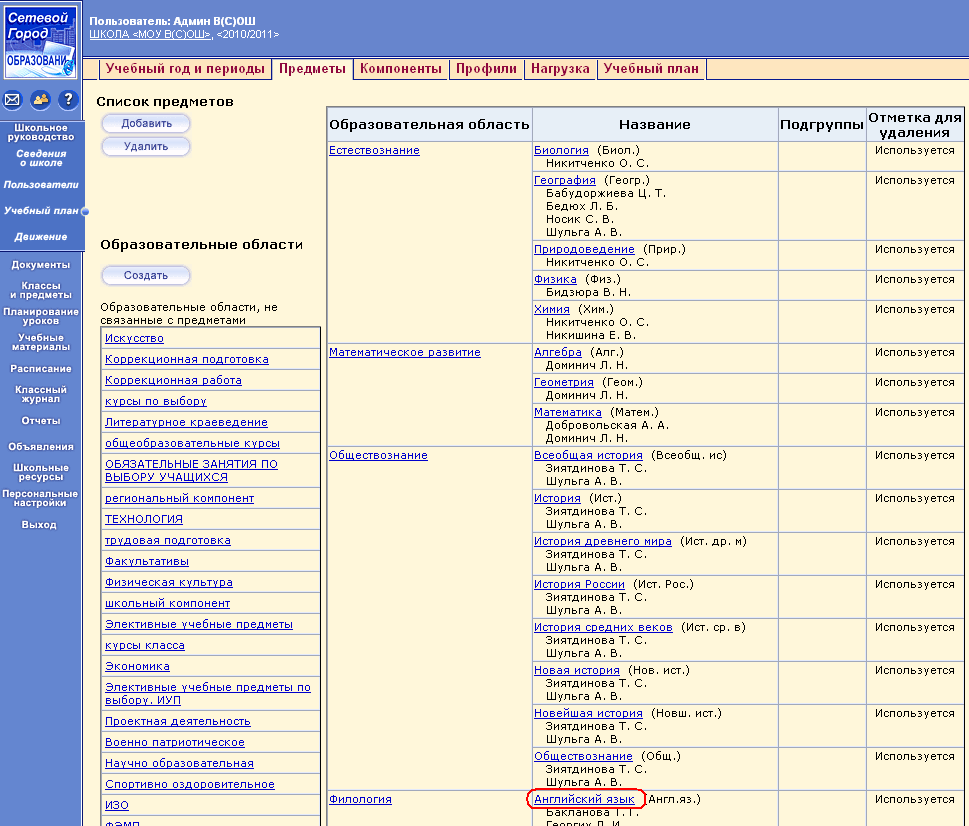 Сетевой
Город
ОБРАЗОВАНИ
Пользователь: Админ В(С)ОШ
ШКОЛА <МОУ В(С)ОШ>, <2010/2011>
Учебный год и периоды
Предметы
Компоненты
Профили
Нагрузка
Учебный план
?
Школьное
руководство
Сведения
о школе
Пользователи
Учебный план
Движение
Документы
Классы
и предметы
Планирование
уроков
Учебные
материалы
Расписание
Классный
журнал
Отчеты
Объявления
Школьные
ресурсы
Персональные
настройки
Выход
Список предметов
Добавить
Удалить
Образовательные области
Создать
Образовательные области, не
связанные с предметами
Искусство
Коррекционная подготовка
Коррекционная работа
курсы по выбору
Литературное краеведение
общеобразовательные курсы
ОБЯЗАТЕЛЬНЫЕ ЗАНЯТИЯ ПО
ВЫБОРУ УЧАЩИХСЯ
региональный компонент
ТЕХНОЛОГИЯ
трудовая подготовка
Факультативы
Физическая культура
школьный компонент
Элективные учебные предметы
курсы класса
Экономика
Элективные учебные предметы по
выбору. ИУП
Проектная деятельность
Военно патриотическое
Научно образовательная
Спортивно оздоровительное
ИЗО
ФЭМП
Образовательная область Название Подгруппы Отметка для
удаления
Естествознание Биология (Биол.) Используется
Никитченко О. С.
География (Геогр.) Используется
Бабудоржиева Ц. Т.
Бедюх Л. Б.
Носик С. В.
Шульга А. В.
Природоведение (Прир.) Используется
Никитченко О. С.
Физика (Физ.) Используется
Бидзюра В. Н.
Химия (Хим.) Используется
Никитченко О. С.
Никишина Е. В.
Математическое развитие Алгебра (Алг.) Используется
Доминич Л. Н.
Геометрия (Геом.) Используется
Доминич Л. Н.
Математика (Матем.) Используется
Добровольская А. А.
Доминич Л. Н.
Обществознание Всеобщая история (Всеобщ. ис) Используется
Зиятдинова Т. С.
Шульга А. В.
История (Ист.) Используется
Зиятдинова Т. С.
Шульга А. В.
История древнего мира (Ист. др. м) Используется
Зиятдинова Т. С.
Шульга А. В.
История России (Ист. Рос.) Используется
Зиятдинова Т. С.
Шульга А. В.
История средних веков (Ист. ср. в) Используется
Зиятдинова Т. С.
Шульга А. В.
Новая история (Нов. ист.) Используется
Зиятдинова Т. С.
Шульга А. В.
Новейшая история (Новш. ист.) Используется
Зиятдинова Т. С.
Шульга А. В.
Обществознание (Общ.) Используется
Зиятдинова Т. С.
Шульга А. В.
Филология Английский язык (Англ.яз.) Используется
Бакланова Т. Т.